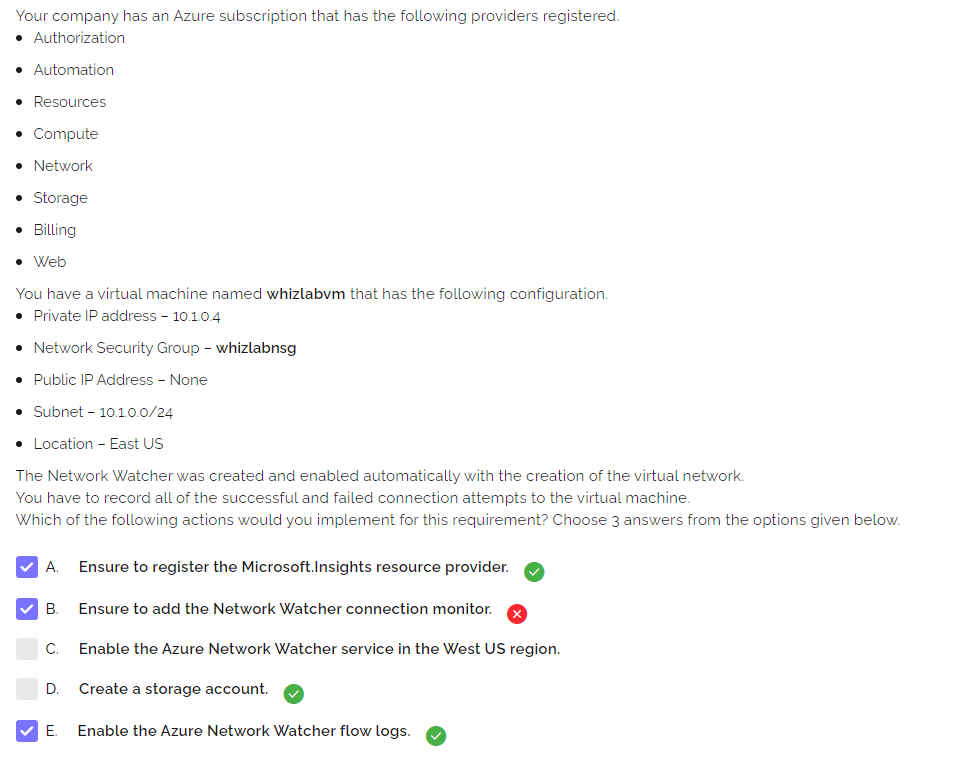 Your company has an Azure subscription that has the following providers registered.
• Authorization
• Automation
• Resources
• Compute
• Network
• Storage
• Billing
• Web
You have a virtual machine named whizlabvm that has the following configuration.
• Private IP address – 10.1.0.4
• Network Security Group – whizlabnsg
• Public IP Address – None
• Subnet – 10.1.0.0/24
• Location – East US
The Network Watcher was created and enabled automatically with the creation of the virtual network.
You have to record all of the successful and failed connection attempts to the virtual machine.
Which of the following actions would you implement for this requirement? Choose 3 answers from the options given below.
A. Ensure to register the Microsoft.Insights resource provider.
B. Ensure to add the Network Watcher connection monitor.
C. Enable the Azure Network Watcher service in the West US region.
D. Create a storage account.
E. Enable the Azure Network Watcher flow logs.